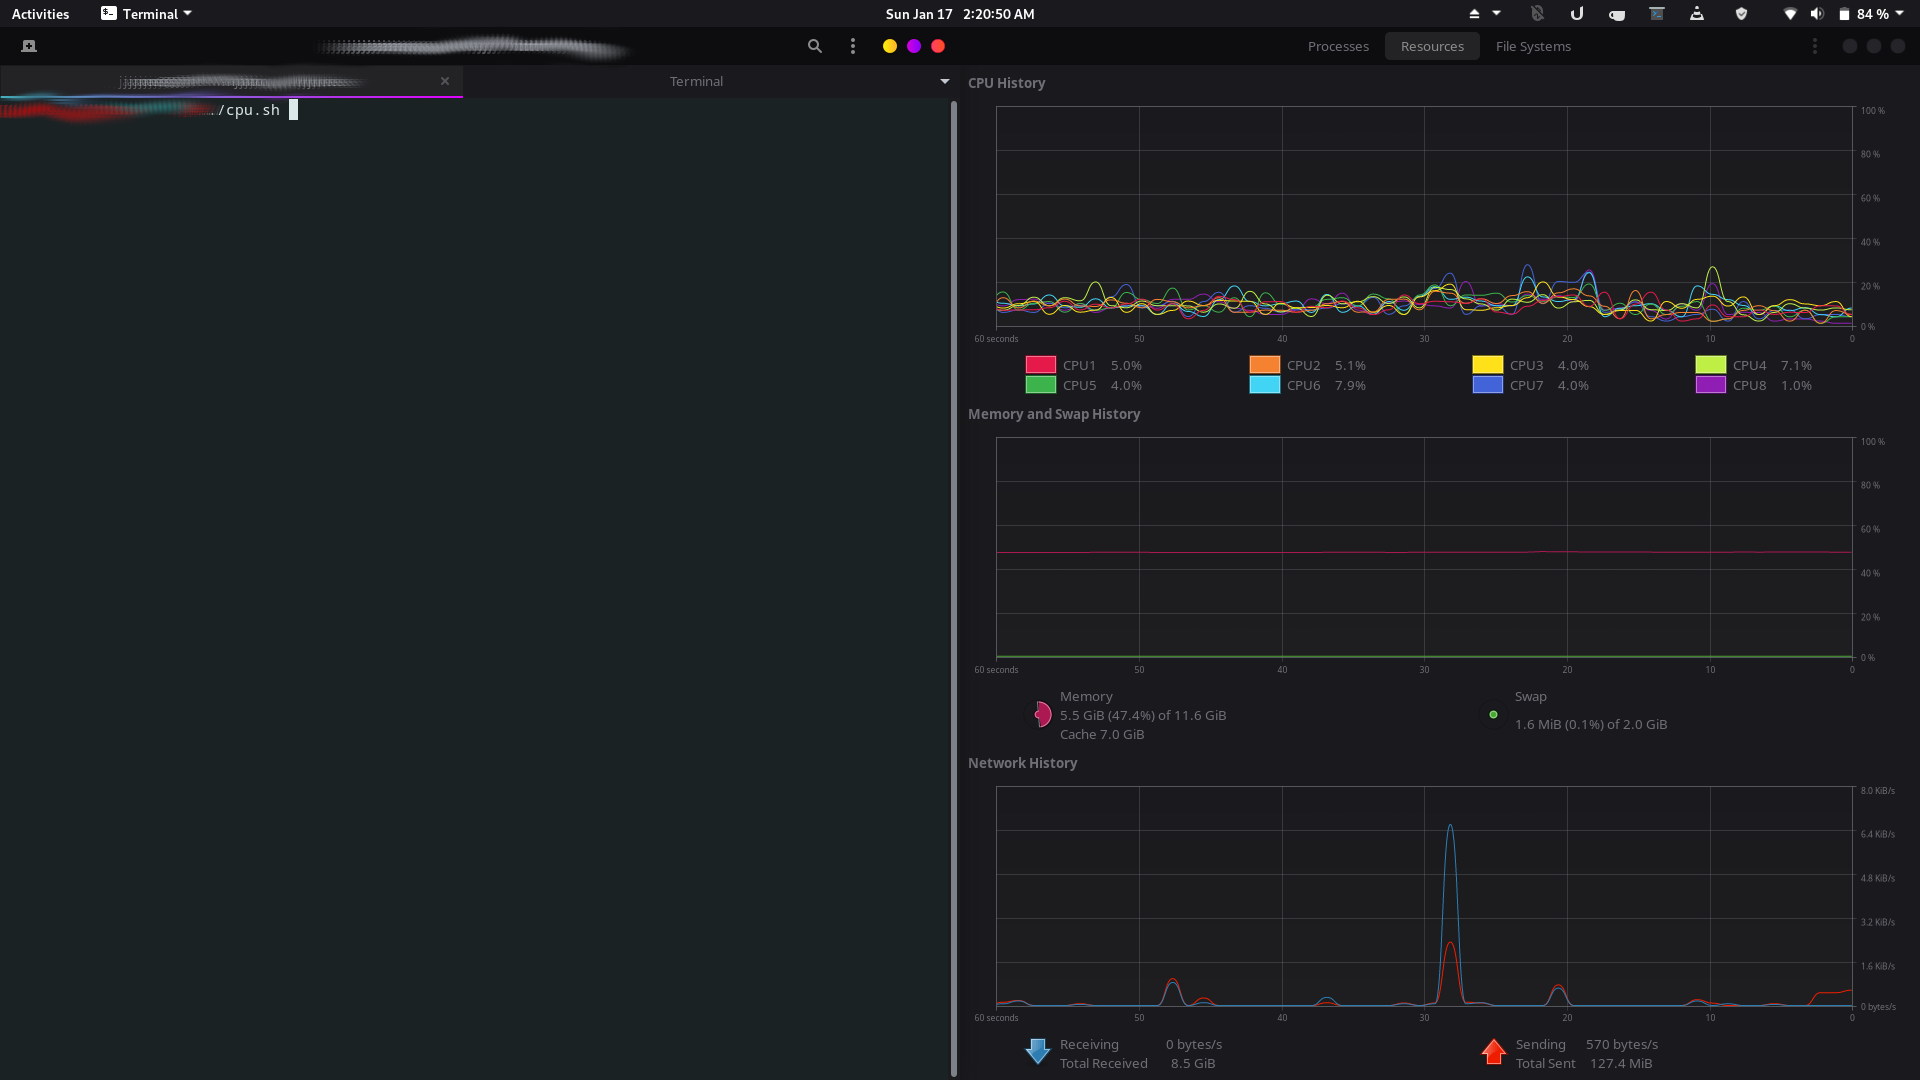 Activities Terminal Sun Jan 17 2:20:50 AM 84 %
Terminal
./cpu.sh
Processes Resources File Systems
CPU History
100 %
80 %
60 %
40 %
20 %
0 %
60 seconds 50 40 30 20 10 0
CPU1 5.0% CPU2 5.1% CPU3 4.0% CPU4 7.1%
CPU5 4.0% CPU6 7.9% CPU7 4.0% CPU8 1.0%
Memory and Swap History
100 %
80 %
60 %
40 %
20 %
0 %
60 seconds 50 40 30 20 10 0
Memory
5.5 GiB (47.4%) of 11.6 GiB
Cache 7.0 GiB
Swap
1.6 MiB (0.1%) of 2.0 GiB
Network History
8.0 KiB/s
6.4 KiB/s
4.8 KiB/s
3.2 KiB/s
1.6 KiB/s
0 bytes/s
60 seconds 50 40 30 20 10 0
Receiving 0 bytes/s
Total Received 8.5 GiB
Sending 570 bytes/s
Total Sent 127.4 MiB